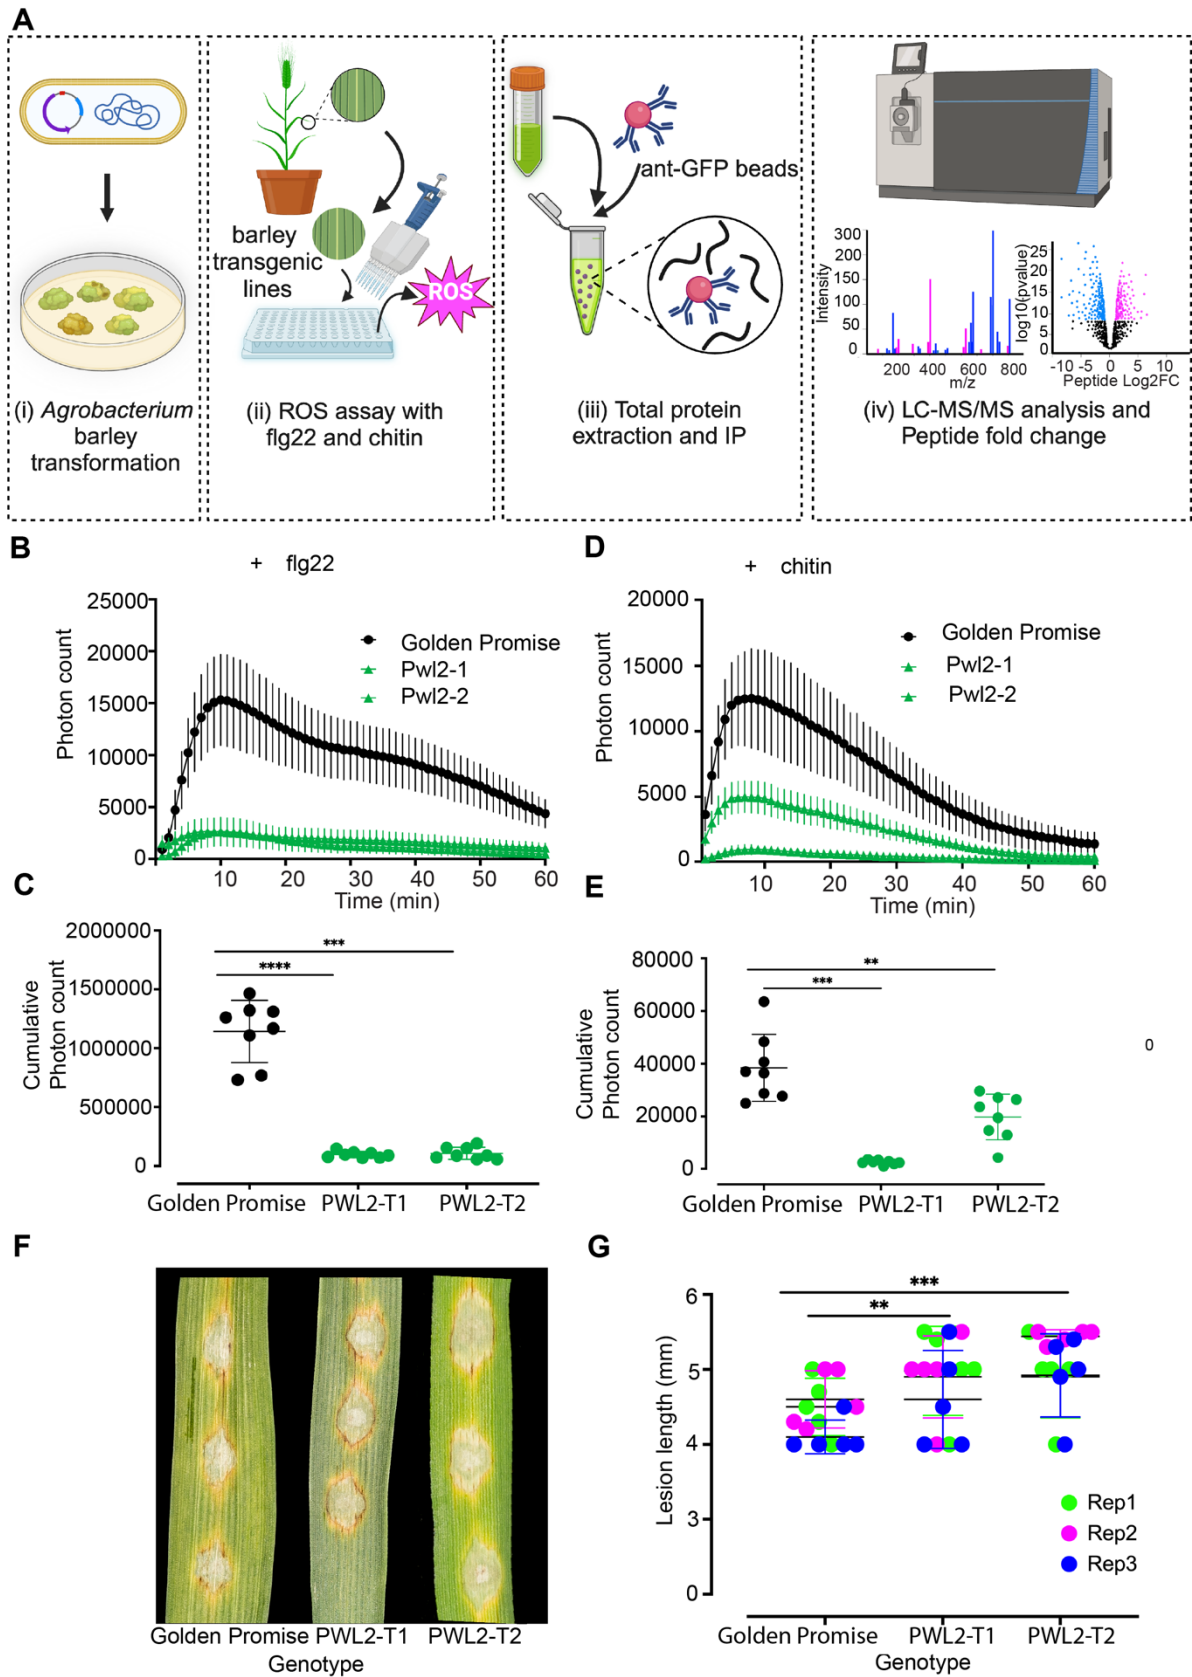 A
ant-GFP beads
barley
transgenic
lines
ROS
(i) Agrobacterium
barley
transformation
(ii) ROS assay with
flg22 and chitin
(iii) Total protein
extraction and IP
Intensity
300
150
100
50
0
200 400 600 800
m/z
log10(pvalue)
25
20
15
10
5
0
-10 -5 0 5 10
Peptide Log2FC
(iv) LC-MS/MS analysis and
Peptide fold change
B
+ flg22
Photon count
25000
20000
15000
10000
5000
0
10 20 30 40 50 60
Time (min)
Golden Promise
Pwl2-1
Pwl2-2
D
+ chitin
Photon count
20000
15000
10000
5000
0
10 20 30 40 50 60
Time (min)
Golden Promise
Pwl2-1
Pwl2-2
C
Cumulative
Photon count
2000000
1500000
1000000
500000
0
***
****
Golden Promise PWL2-T1 PWL2-T2
E
Cumulative
Photon count
80000
60000
40000
20000
0
**
***
Golden Promise PWL2-T1 PWL2-T2
0
F
Golden Promise PWL2-T1 PWL2-T2
Genotype
G
Lesion length (mm)
6
5
4
3
0
***
**
Rep1
Rep2
Rep3
Golden Promise PWL2-T1 PWL2-T2
Genotype